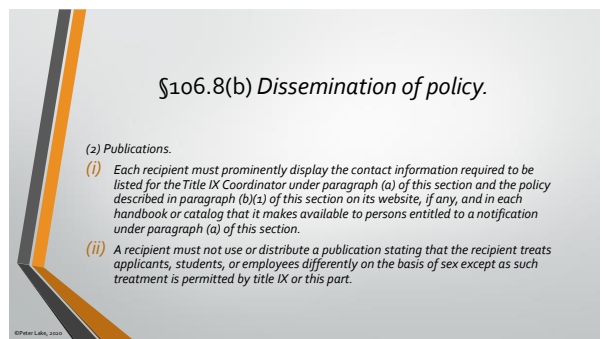 §106.8(b) Dissemination of policy.
(2) Publications.
(i) Each recipient must prominently display the contact information required to be
listed for the Title IX Coordinator under paragraph (a) of this section and the policy
described in paragraph (b)(1) of this section on its website, if any, and in each
handbook or catalog that it makes available to persons entitled to a notification
under paragraph (a) of this section.
(ii) A recipient must not use or distribute a publication stating that the recipient treats
applicants, students, or employees differently on the basis of sex except as such
treatment is permitted by title IX or this part.
©Peter Lake, 2020